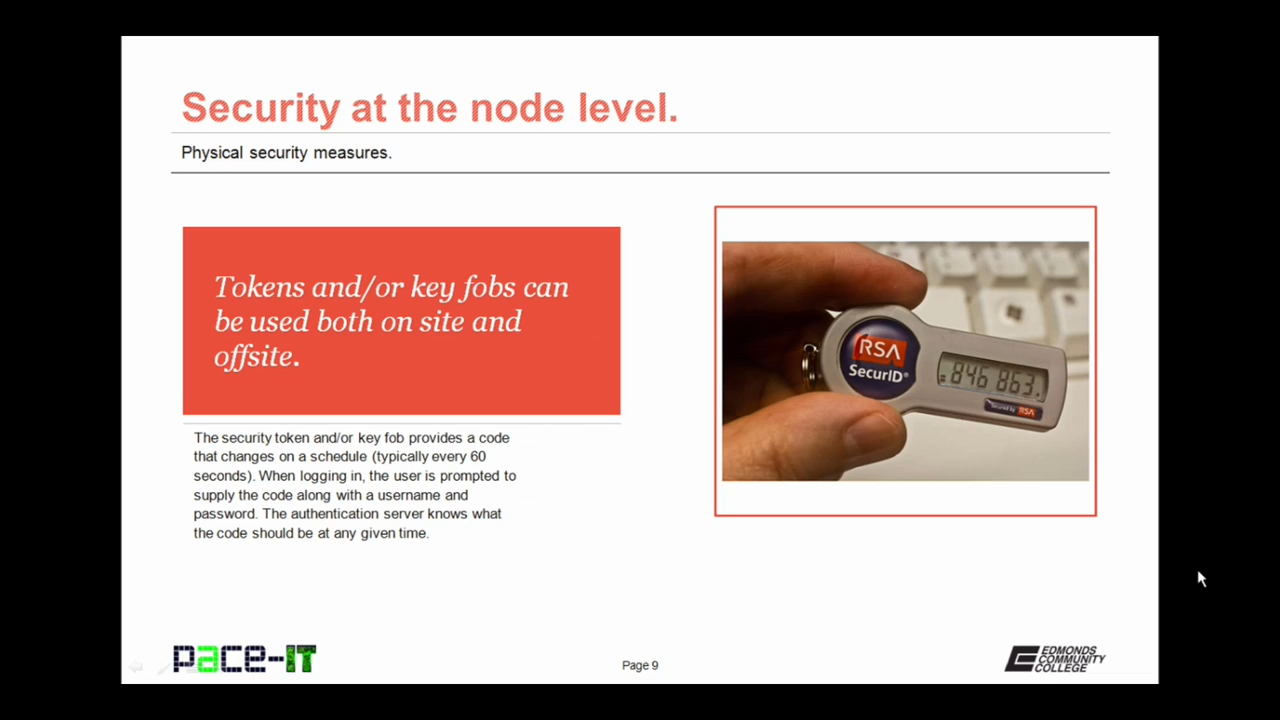 Security at the node level.
Physical security measures.
Tokens and/or key fobs can
be used both on site and
offsite.
The security token and/or key fob provides a code
that changes on a schedule (typically every 60
seconds). When logging in, the user is prompted to
supply the code along with a username and
password. The authentication server knows what
the code should be at any given time.
RSA
SecurID®
846 863.
Secured by RSA
pace-IT
Page 9
EDMONDS
COMMUNITY
COLLEGE